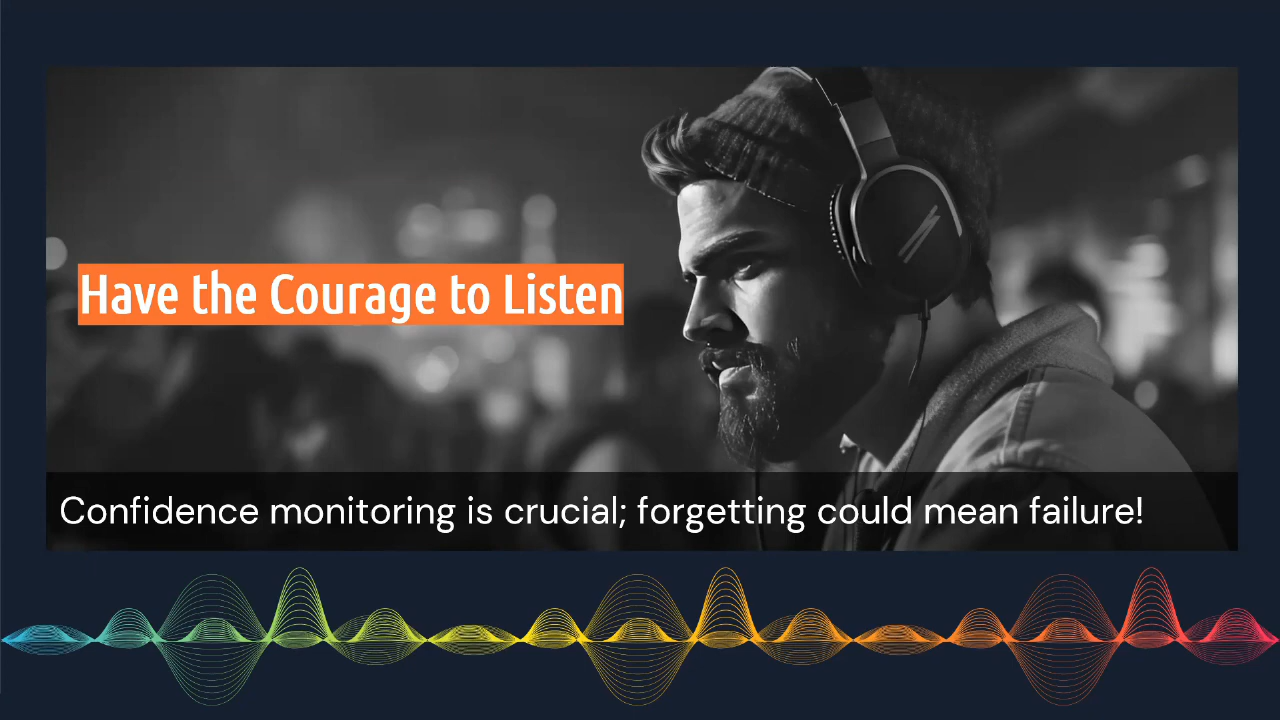 Have the Courage to Listen
Confidence monitoring is crucial; forgetting could mean failure!